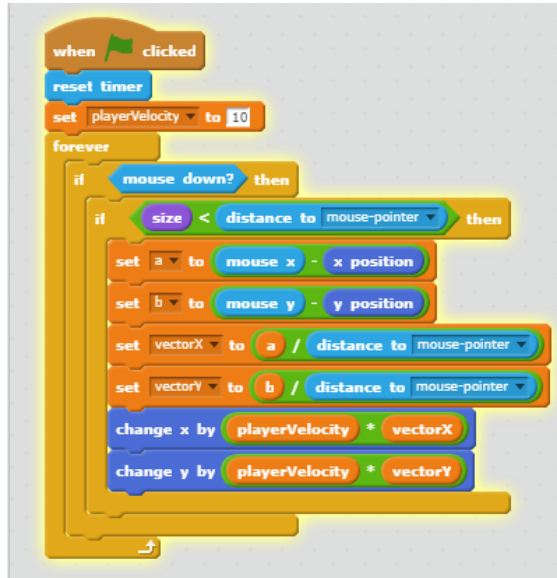 when clicked
reset timer
set playerVelocity to 10
forever
if mouse down? then
if size < distance to mouse-pointer then
set a to mouse x - x position
set b to mouse y - y position
set vectorX to a / distance to mouse-pointer
set vectorY to b / distance to mouse-pointer
change x by playerVelocity * vectorX
change y by playerVelocity * vectorY